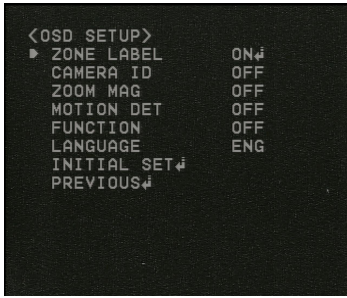 <OSD SETUP>
ZONE LABEL ON↲
CAMERA ID OFF
ZOOM MAG OFF
MOTION DET OFF
FUNCTION OFF
LANGUAGE ENG
INITIAL SET↲
PREVIOUS↲